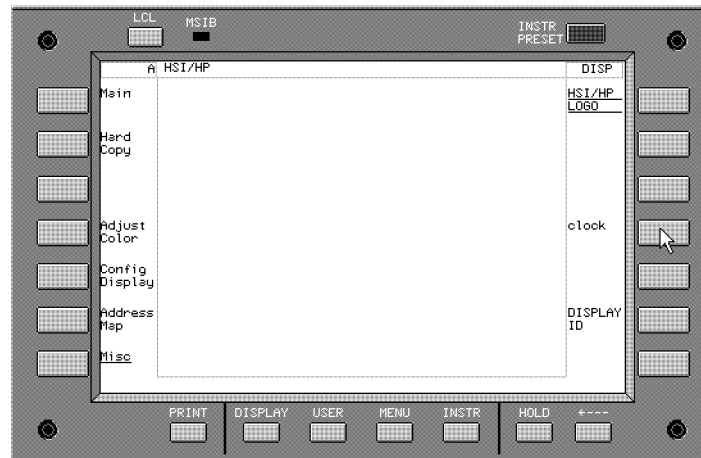 LCL
MSIB
INSTR
PRESET
A HSI/HP
DISP
Main
HSI/HP
LOGO
Hard
Copy
Adjust
Color
clock
Config
Display
Address
Map
DISPLAY
ID
Misc
PRINT DISPLAY USER MENU INSTR HOLD ←---